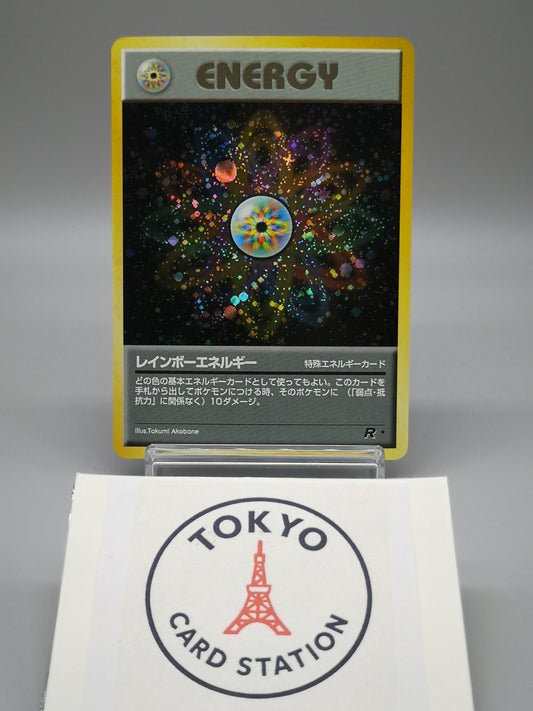 ENERGY
レインボーエネルギー 特殊エネルギーカード
どの色の基本エネルギーカードとして使ってもよい。このカードを
手札から出してポケモンにつける時、そのポケモンに（「弱点・抵
抗力」に関係なく）10ダメージ。
Illus.Takumi Akabane
R
TOKYO
CARD STATION